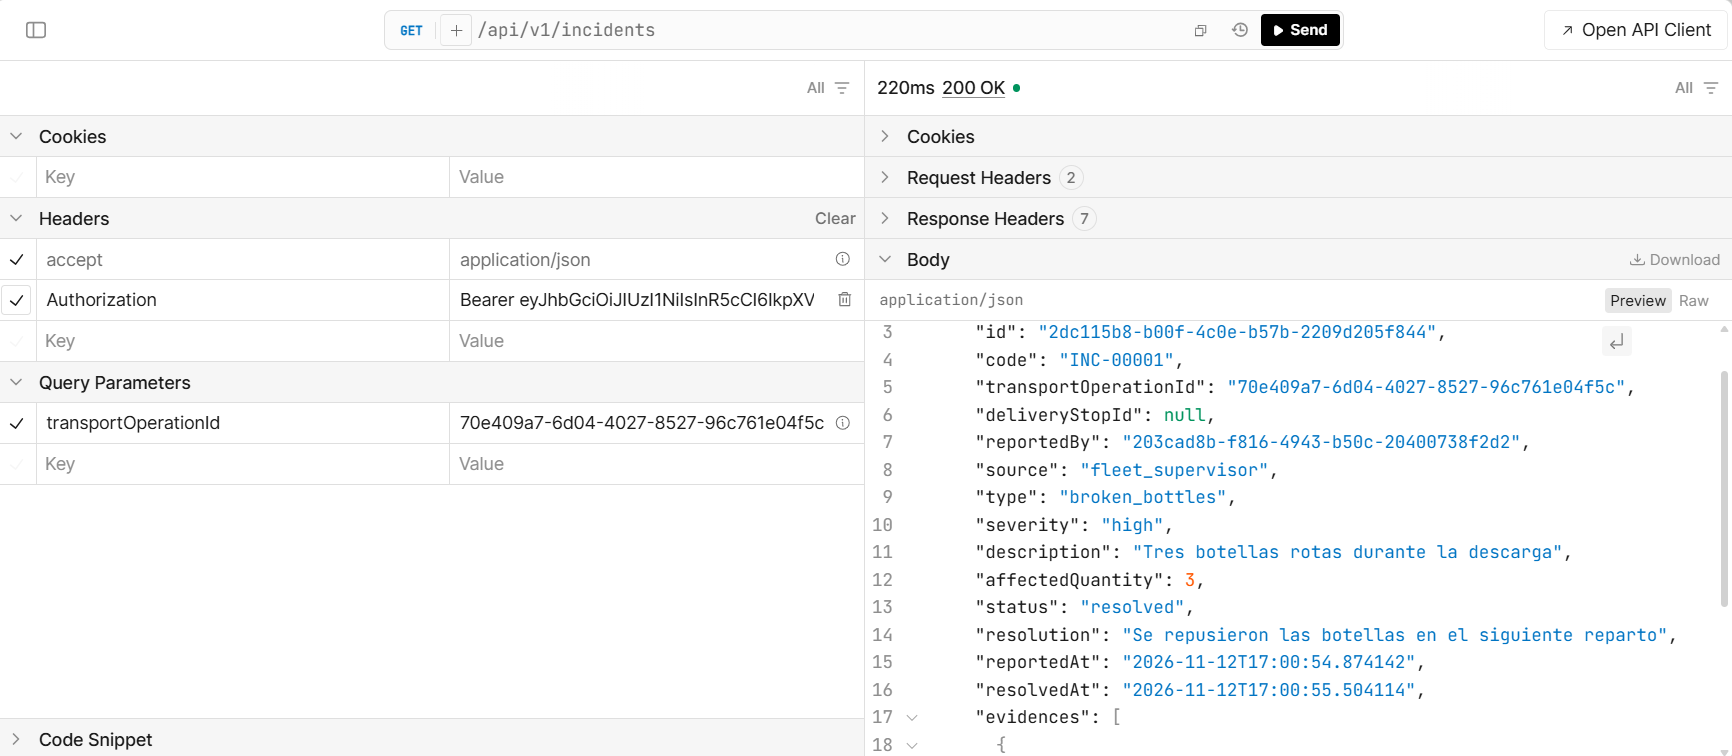 GET + /api/v1/incidents Send Open API Client
All
220ms 200 OK All
Cookies
Key Value
Headers Clear
accept application/json
Authorization Bearer eyJhbGciOiJIUzI1NiIsInR5cCI6IkpXV
Key Value
Query Parameters
transportOperationId 70e409a7-6d04-4027-8527-96c761e04f5c
Key Value
Code Snippet
Cookies
Request Headers 2
Response Headers 7
Body Download
application/json Preview Raw
3 "id": "2dc115b8-b00f-4c0e-b57b-2209d205f844",
4 "code": "INC-00001",
5 "transportOperationId": "70e409a7-6d04-4027-8527-96c761e04f5c",
6 "deliveryStopId": null,
7 "reportedBy": "203cad8b-f816-4943-b50c-20400738f2d2",
8 "source": "fleet_supervisor",
9 "type": "broken_bottles",
10 "severity": "high",
11 "description": "Tres botellas rotas durante la descarga",
12 "affectedQuantity": 3,
13 "status": "resolved",
14 "resolution": "Se repusieron las botellas en el siguiente reparto",
15 "reportedAt": "2026-11-12T17:00:54.874142",
16 "resolvedAt": "2026-11-12T17:00:55.504114",
17 "evidences": [
18 {